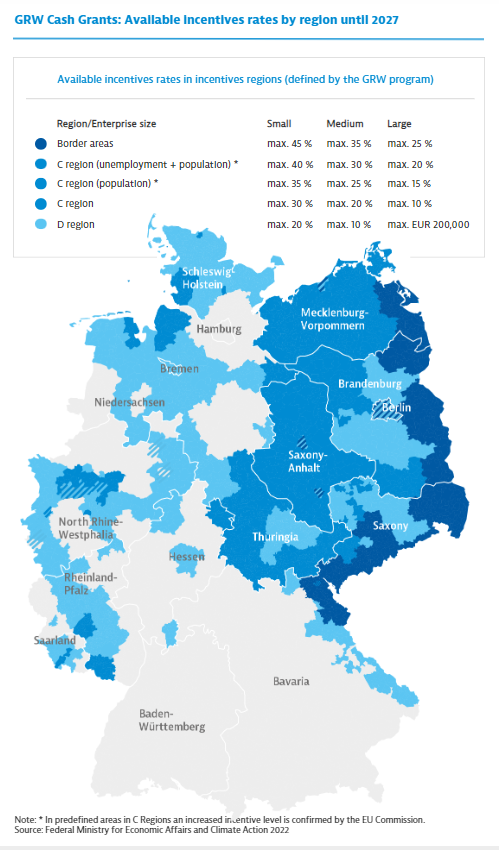 GRW Cash Grants: Available incentives rates by region until 2027
Available incentives rates in incentives regions (defined by the GRW program)
Region/Enterprise size Small Medium Large
Border areas max. 45 % max. 35 % max. 25 %
C region (unemployment + population) * max. 40 % max. 30 % max. 20 %
C region (population) * max. 35 % max. 25 % max. 15 %
C region max. 30 % max. 20 % max. 10 %
D region max. 20 % max. 10 % max. EUR 200,000
Schleswig-
Holstein
Mecklenburg-
Vorpommern
Hamburg
Bremen
Brandenburg
Niedersachsen
Berlin
Saxony-
Anhalt
North Rhine-
Westphalia
Saxony
Thuringia
Hessen
Rheinland-
Pfalz
Saarland
Bavaria
Baden-
Württemberg
Note: * In predefined areas in C Regions an increased incentive level is confirmed by the EU Commission.
Source: Federal Ministry for Economic Affairs and Climate Action 2022